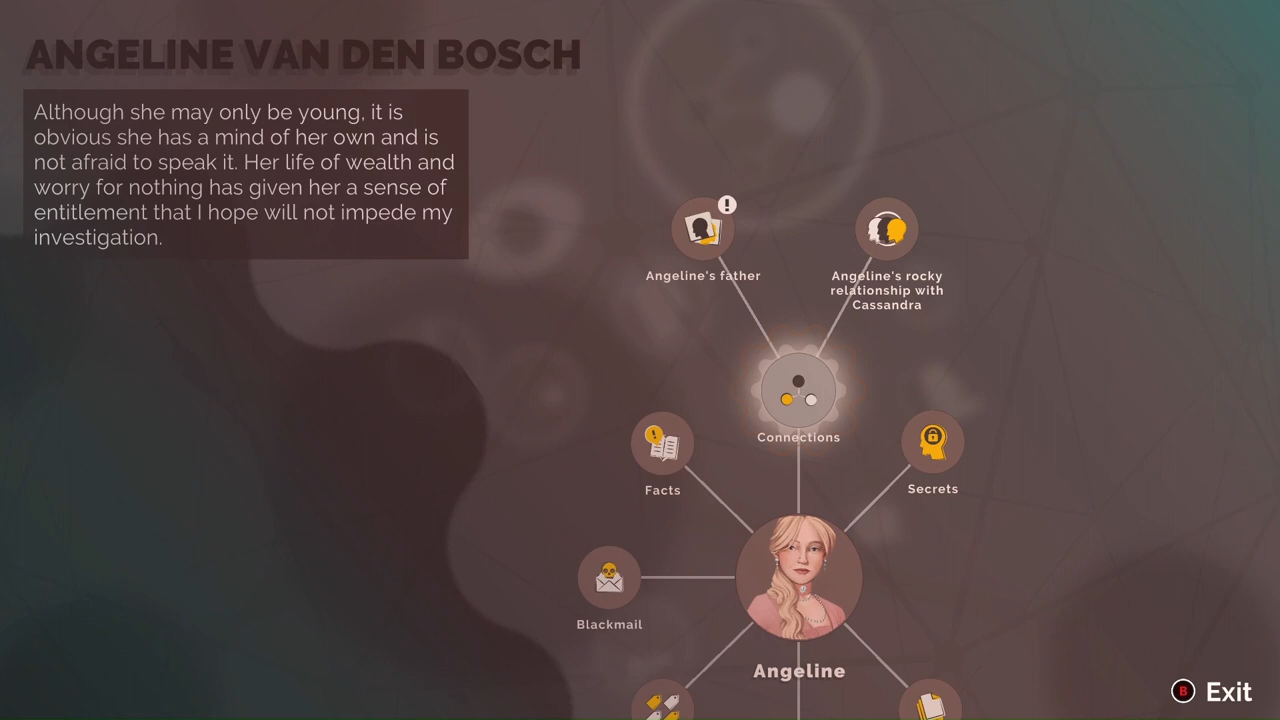 ANGELINE VAN DEN BOSCH
Although she may only be young, it is
obvious she has a mind of her own and is
not afraid to speak it. Her life of wealth and
worry for nothing has given her a sense of
entitlement that I hope will not impede my
investigation.
!
Angeline's father
Angeline's rocky
relationship with
Cassandra
Connections
Facts
Secrets
Blackmail
Angeline
B Exit